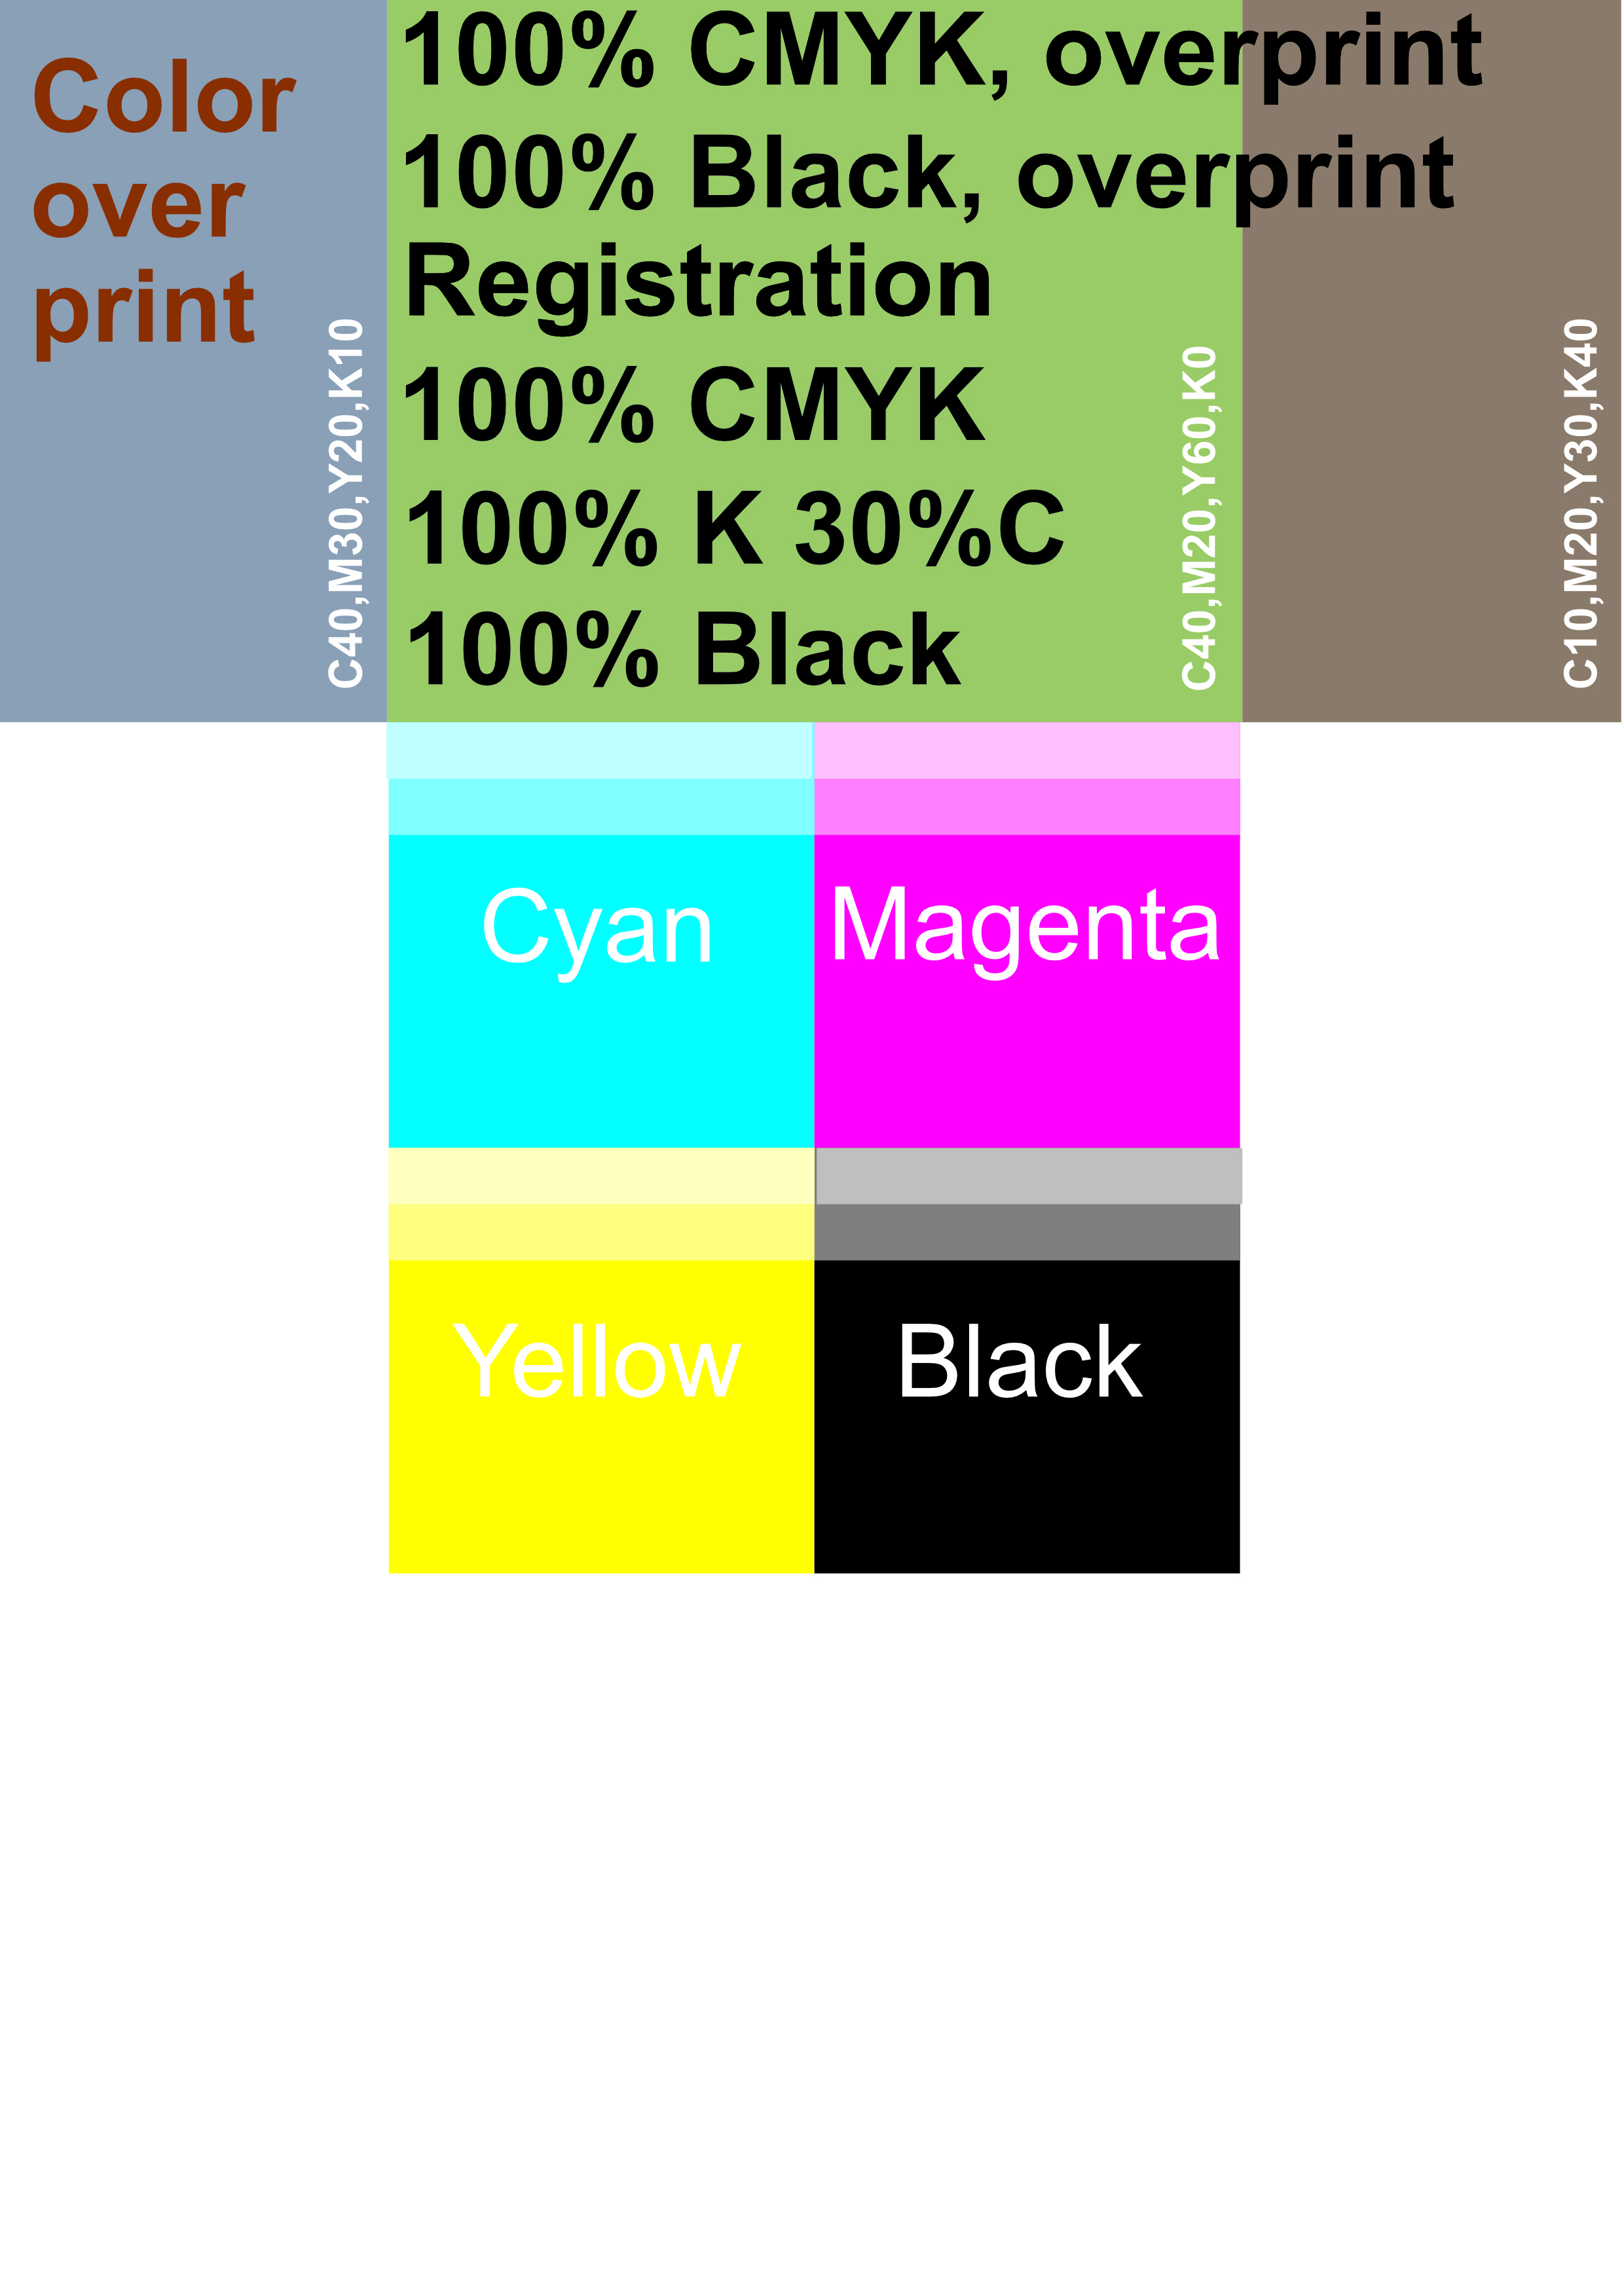 Color
over
print
C40,M30,Y20,K10
100% CMYK, overprint
100% Black, overprint
Registration
100% CMYK
100% K 30%C
100% Black
C40,M20,Y60,K0
C10,M20,Y30,K40
Cyan
Magenta
Yellow
Black